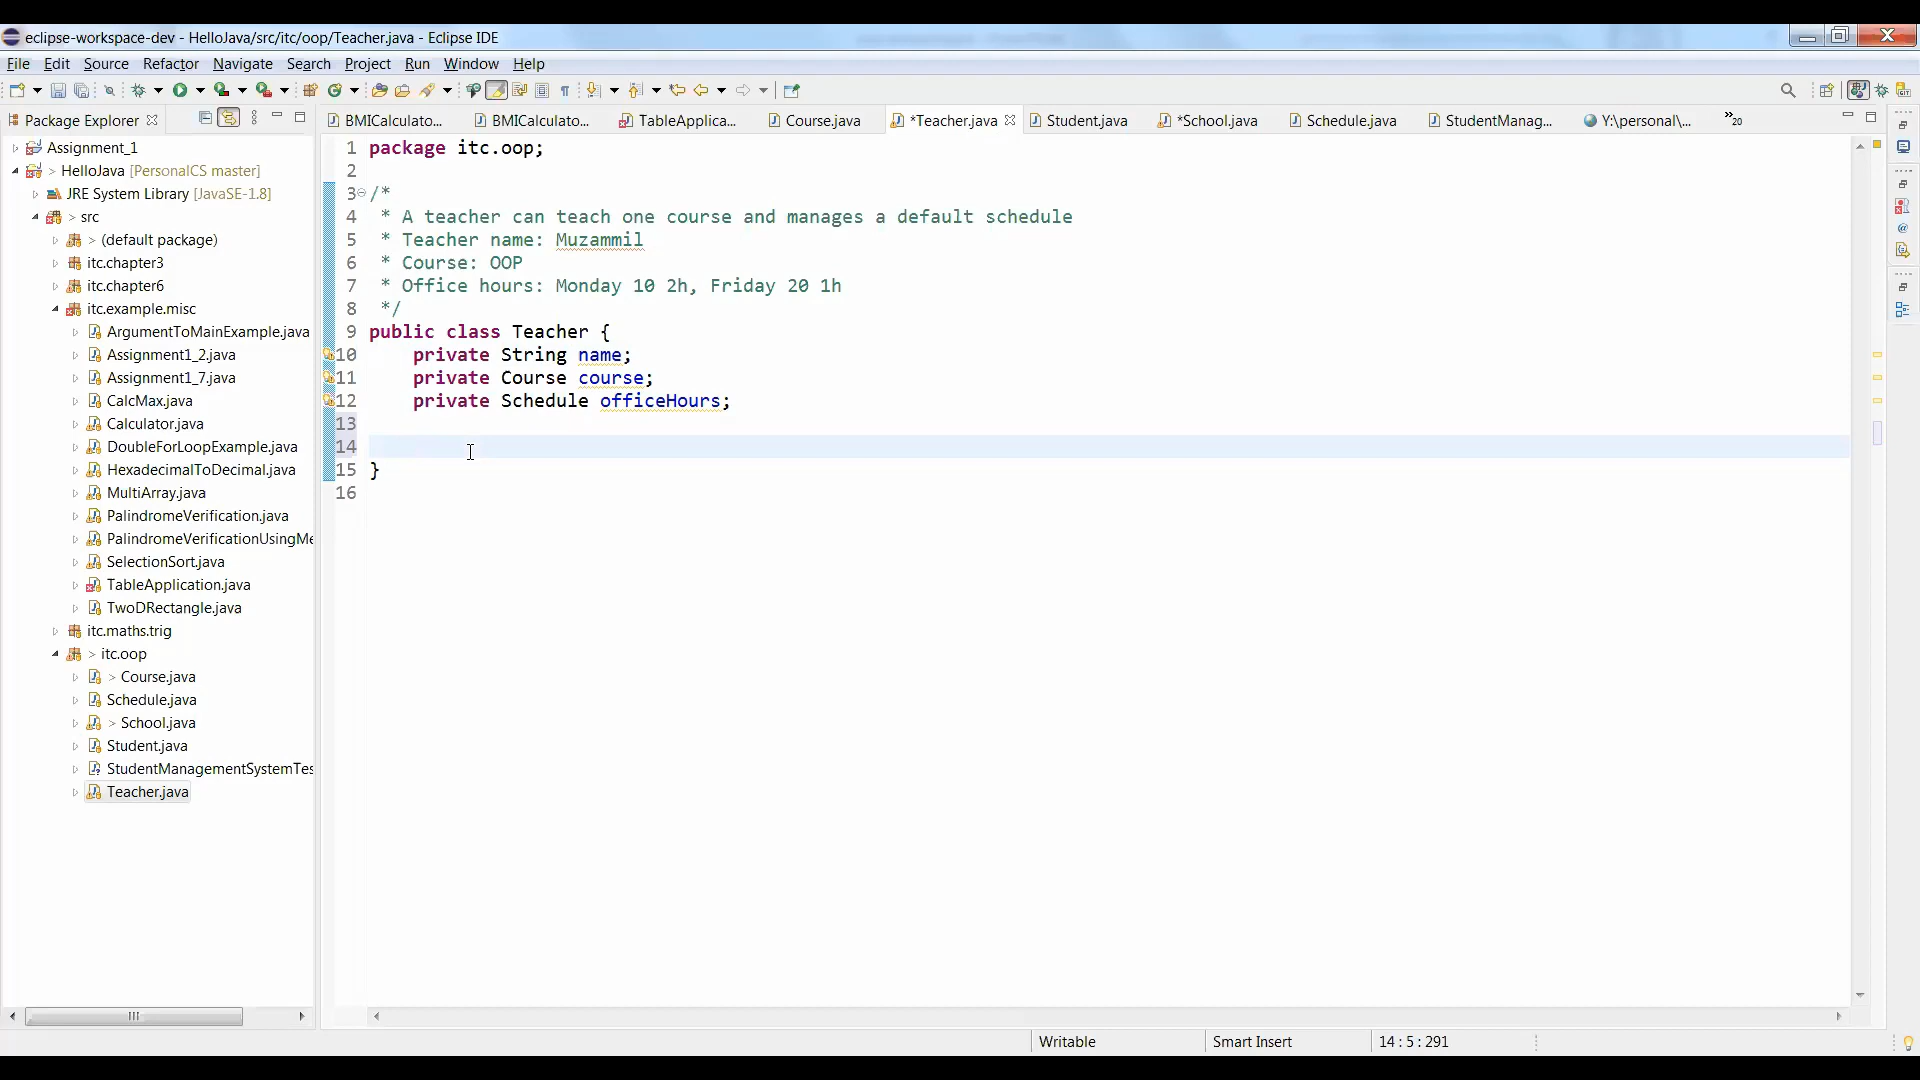 eclipse-workspace-dev - HelloJava/src/itc/oop/Teacher.java - Eclipse IDE
File Edit Source Refactor Navigate Search Project Run Window Help
Package Explorer
BMICalculato... BMICalculato... TableApplica... Course.java *Teacher.java Student.java *School.java Schedule.java StudentManag... Y:\personal\... »20
Assignment_1
> HelloJava [PersonalCS master]
JRE System Library [JavaSE-1.8]
> src
> (default package)
itc.chapter3
itc.chapter6
itc.example.misc
ArgumentToMainExample.java
Assignment1_2.java
Assignment1_7.java
CalcMax.java
Calculator.java
DoubleForLoopExample.java
HexadecimalToDecimal.java
MultiArray.java
PalindromeVerification.java
PalindromeVerificationUsingMe
SelectionSort.java
TableApplication.java
TwoDRectangle.java
itc.maths.trig
> itc.oop
> Course.java
Schedule.java
> School.java
Student.java
StudentManagementSystemTes
Teacher.java
1 package itc.oop;
2
3 /*
4 * A teacher can teach one course and manages a default schedule
5 * Teacher name: Muzammil
6 * Course: OOP
7 * Office hours: Monday 10 2h, Friday 20 1h
8 */
9 public class Teacher {
10 private String name;
11 private Course course;
12 private Schedule officeHours;
13
14
15 }
16
Writable Smart Insert 14 : 5 : 291